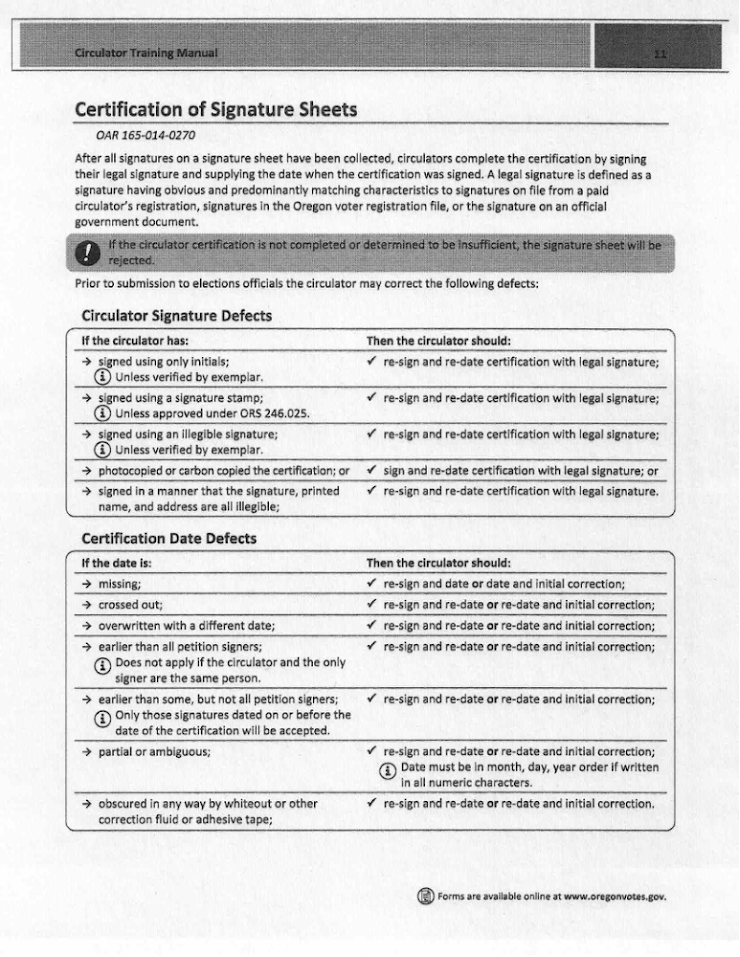 Circulator Training Manual 11
Certification of Signature Sheets
OAR 165-014-0270
After all signatures on a signature sheet have been collected, circulators complete the certification by signing
their legal signature and supplying the date when the certification was signed. A legal signature is defined as a
signature having obvious and predominantly matching characteristics to signatures on file from a paid
circulator's registration, signatures in the Oregon voter registration file, or the signature on an official
government document.
! If the circulator certification is not completed or determined to be insufficient, the signature sheet will be
rejected.
Prior to submission to elections officials the circulator may correct the following defects:
Circulator Signature Defects
If the circulator has: Then the circulator should:
→ signed using only initials; ✓ re-sign and re-date certification with legal signature;
ⓘ Unless verified by exemplar.
→ signed using a signature stamp; ✓ re-sign and re-date certification with legal signature;
ⓘ Unless approved under ORS 246.025.
→ signed using an illegible signature; ✓ re-sign and re-date certification with legal signature;
ⓘ Unless verified by exemplar.
→ photocopied or carbon copied the certification; or ✓ sign and re-date certification with legal signature; or
→ signed in a manner that the signature, printed ✓ re-sign and re-date certification with legal signature.
name, and address are all illegible;
Certification Date Defects
If the date is: Then the circulator should:
→ missing; ✓ re-sign and date or date and initial correction;
→ crossed out; ✓ re-sign and re-date or re-date and initial correction;
→ overwritten with a different date; ✓ re-sign and re-date or re-date and initial correction;
→ earlier than all petition signers; ✓ re-sign and re-date or re-date and initial correction;
ⓘ Does not apply if the circulator and the only
signer are the same person.
→ earlier than some, but not all petition signers; ✓ re-sign and re-date or re-date and initial correction;
ⓘ Only those signatures dated on or before the
date of the certification will be accepted.
→ partial or ambiguous; ✓ re-sign and re-date or re-date and initial correction;
ⓘ Date must be in month, day, year order if written
in all numeric characters.
→ obscured in any way by whiteout or other ✓ re-sign and re-date or re-date and initial correction.
correction fluid or adhesive tape;
Forms are available online at www.oregonvotes.gov.